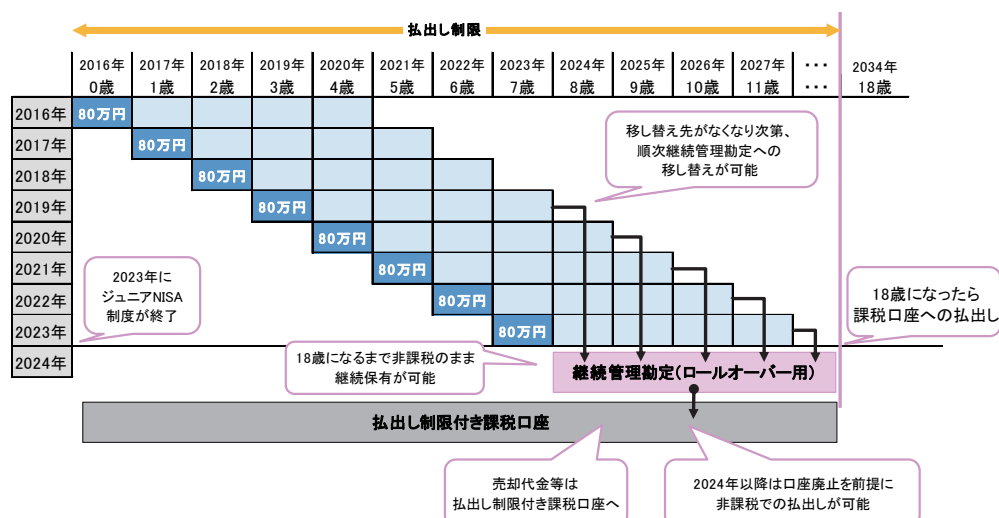 払出し制限
2016年 2017年 2018年 2019年 2020年 2021年 2022年 2023年 2024年 2025年 2026年 2027年 ・・・ 2034年
0歳 1歳 2歳 3歳 4歳 5歳 6歳 7歳 8歳 9歳 10歳 11歳 ・・・ 18歳
2016年 80万円
2017年 80万円
2018年 80万円
2019年 80万円
2020年 80万円
2021年 80万円
2022年 80万円
2023年 80万円
2024年
移し替え先がなくなり次第、
順次継続管理勘定への
移し替えが可能
2023年に
ジュニアNISA
制度が終了
18歳になったら
課税口座への払出し
18歳になるまで非課税のまま
継続保有が可能
継続管理勘定(ロールオーバー用)
払出し制限付き課税口座
売却代金等は
払出し制限付き課税口座へ
2024年以降は口座廃止を前提に
非課税での払出しが可能